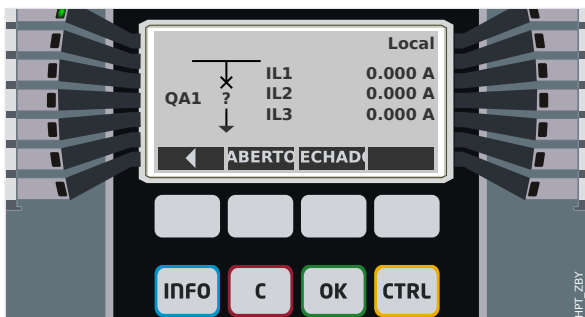 Local
IL1 0.000 A
QA1 ? IL2 0.000 A
IL3 0.000 A
ABERTO ECHADO
INFO C OK CTRL
HPT_ZBY